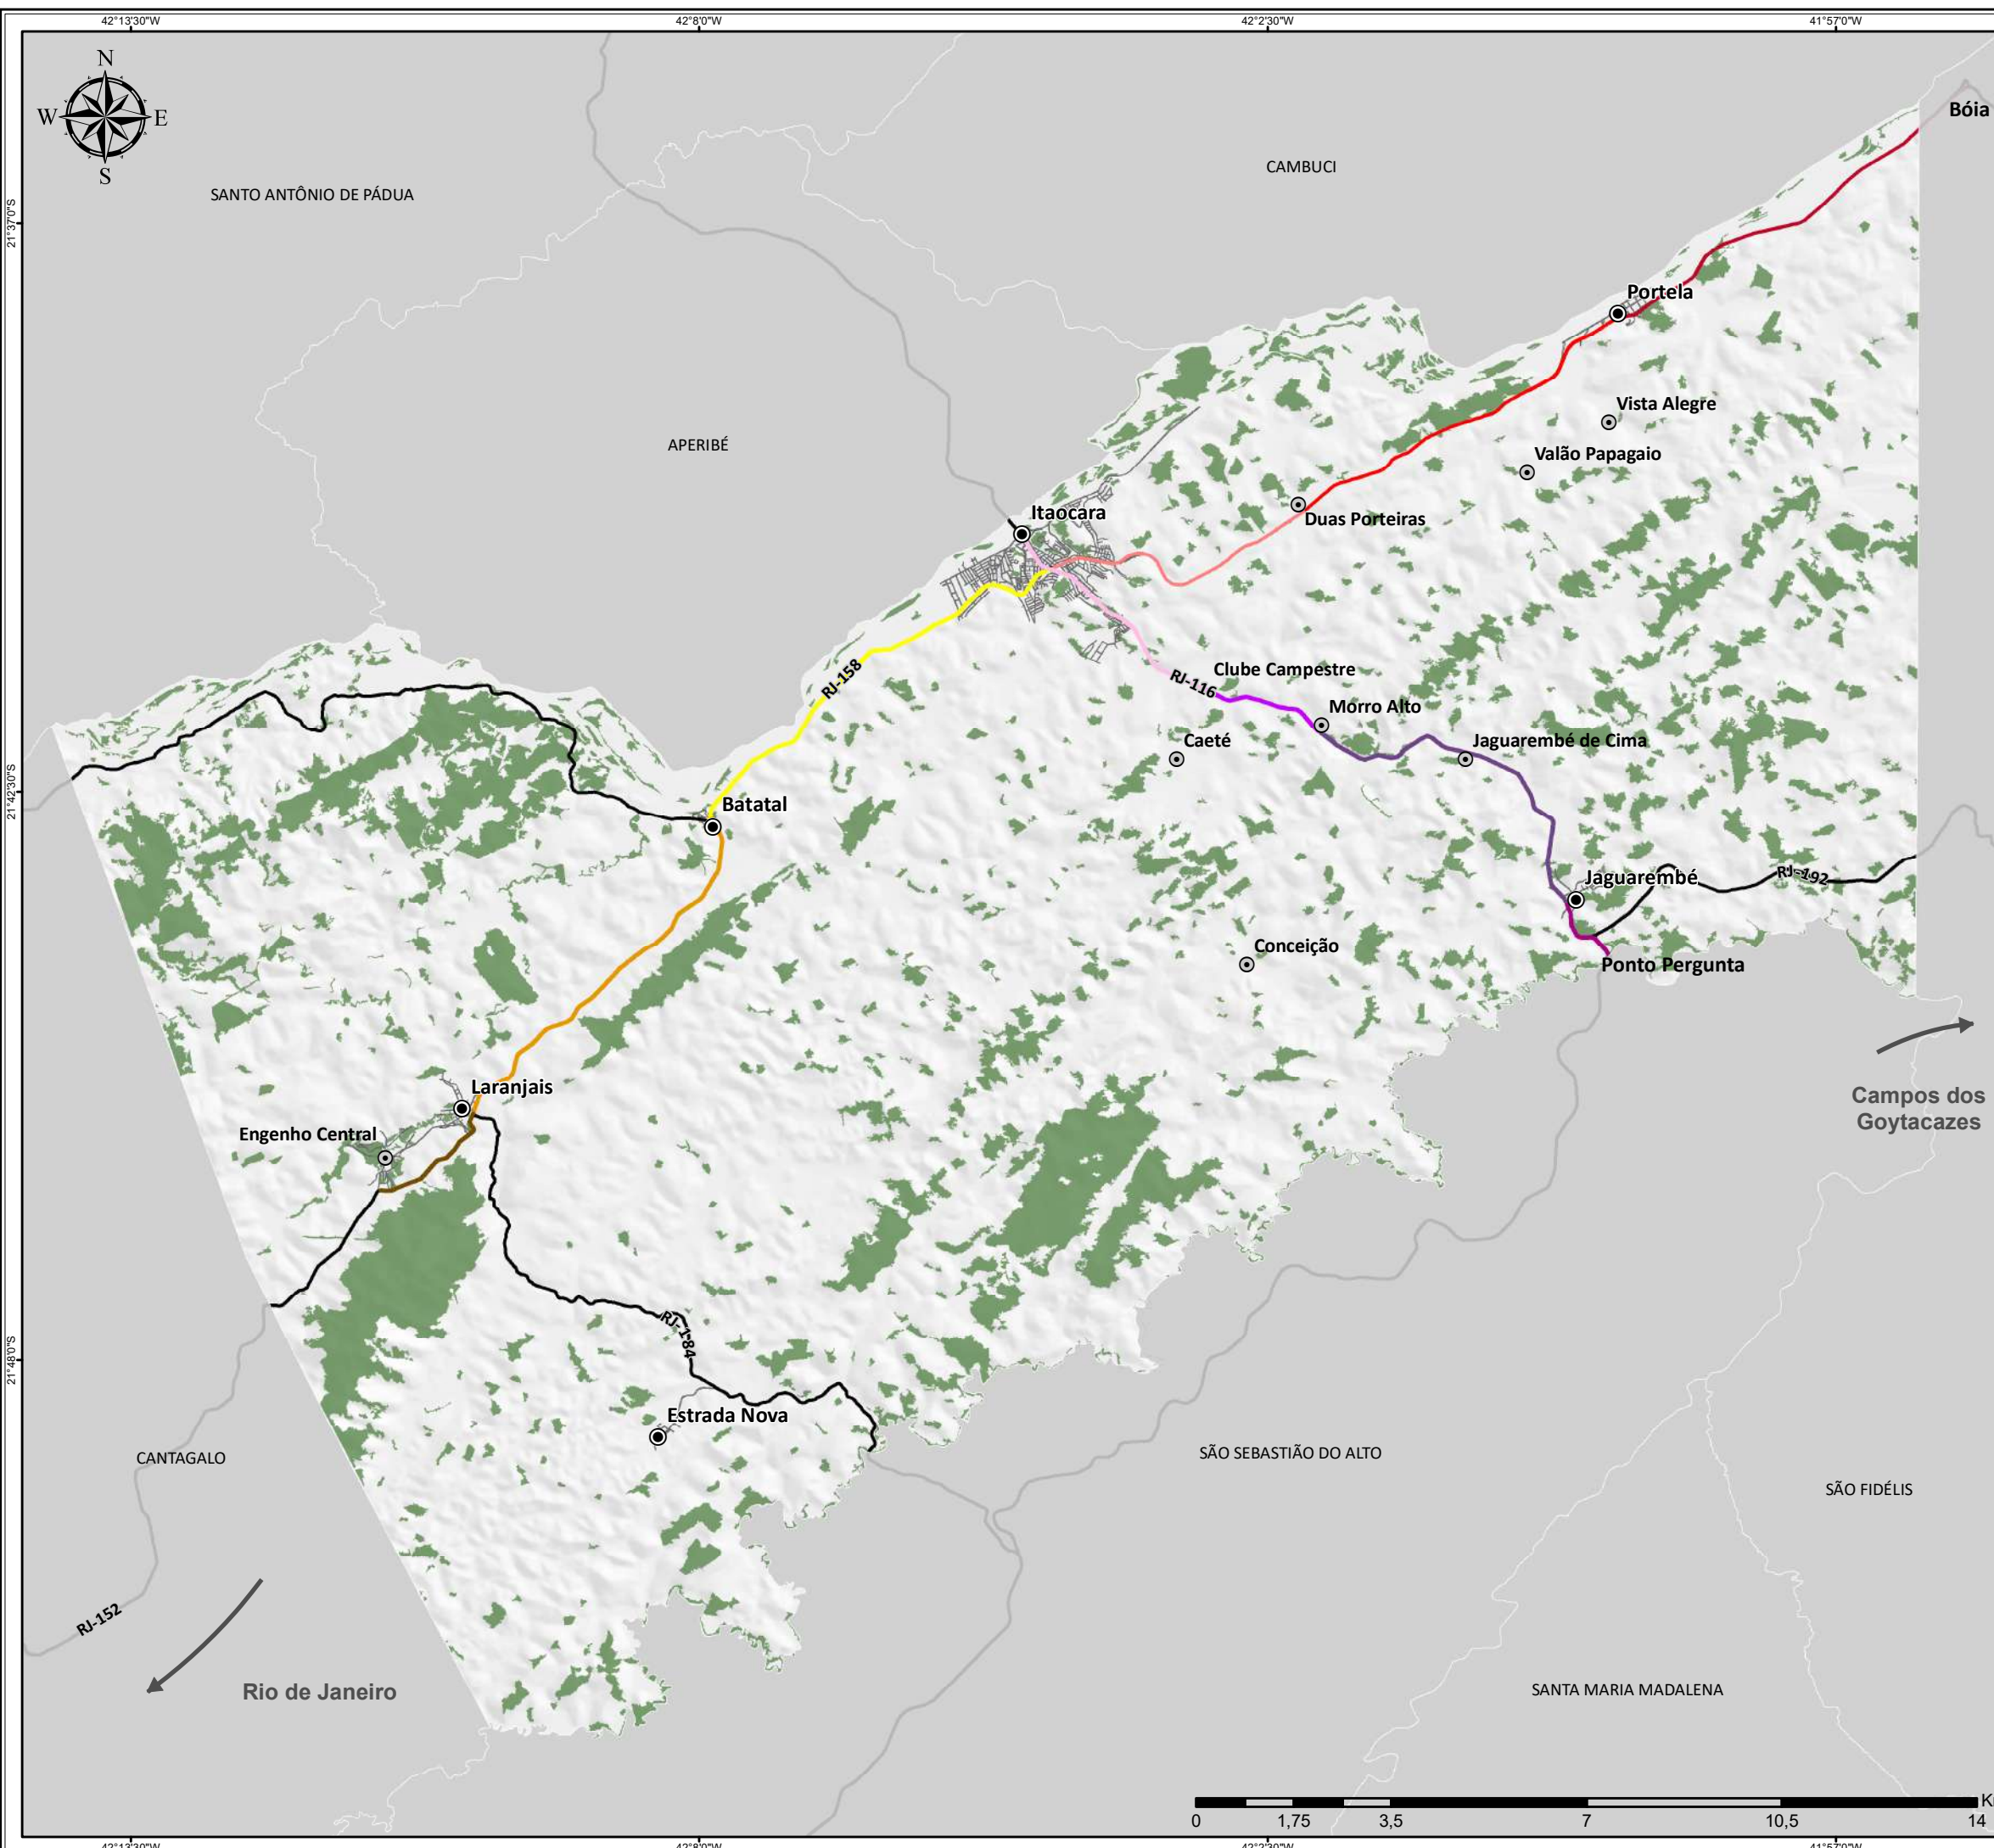 42°13'30"W
42°8'0"W
42°2'30"W
41°57'0"W
N
W
E
S
Bóia
CAMBUCI
SANTO ANTÔNIO DE PÁDUA
21°37'0"S
Portela
Vista Alegre
APERIBÉ
Valão Papagaio
Itaocara
Duas Porteiras
RJ-158
Clube Campestre
RJ-116
Morro Alto
Caeté
Jaguarembé de Cima
21°42'30"S
Batatal
Jaguarembé
RJ-192
Conceição
Ponto Pergunta
Laranjais
Campos dos
Goytacazes
Engenho Central
RJ-184
21°48'0"S
Estrada Nova
CANTAGALO
SÃO SEBASTIÃO DO ALTO
SÃO FIDÉLIS
RJ-152
Rio de Janeiro
SANTA MARIA MADALENA
0
1,75
3,5
7
10,5
14
42°13'30"W
42°8'0"W
42°2'30"W
41°57'0"W